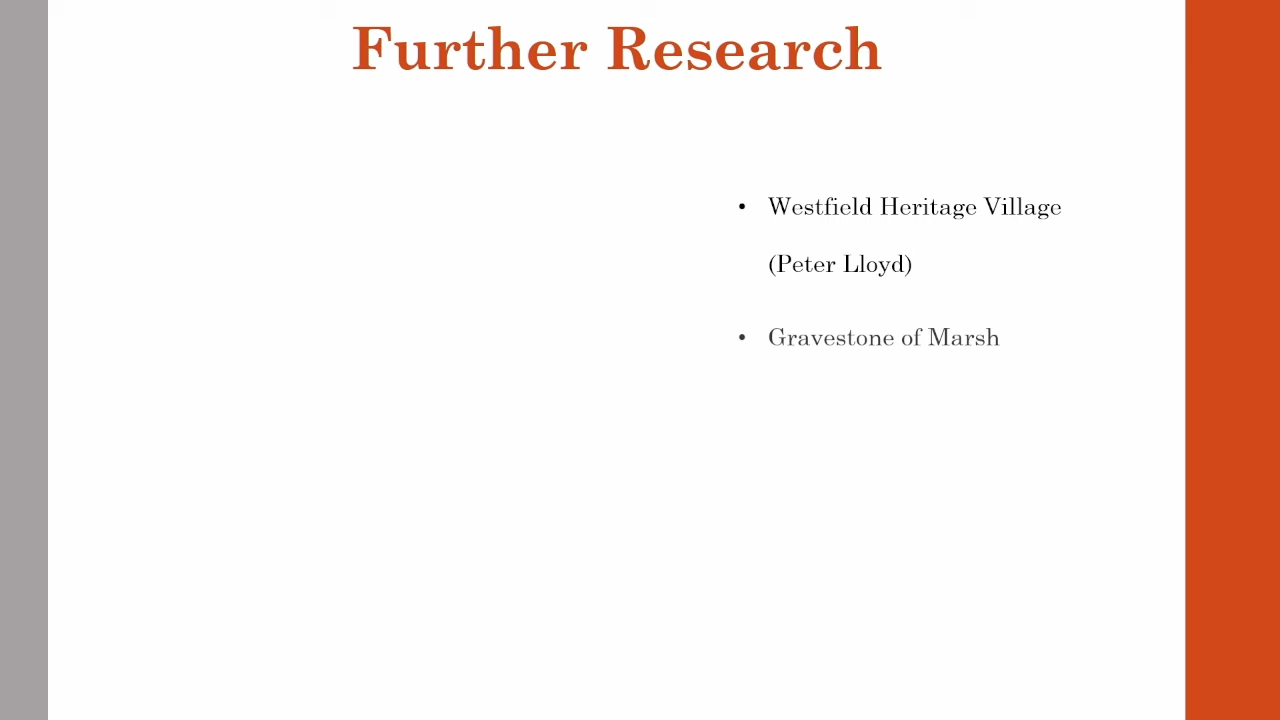 Further Research
• Westfield Heritage Village
(Peter Lloyd)
• Gravestone of Marsh